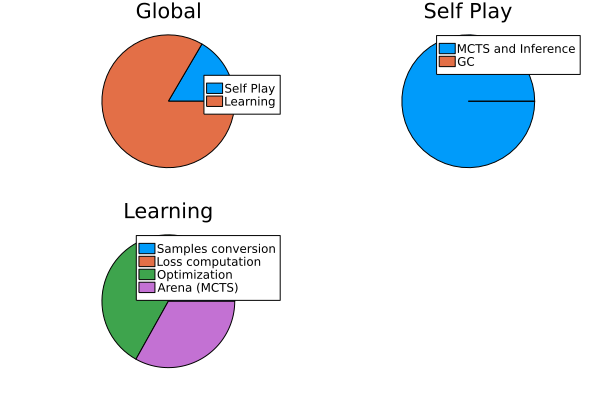 Global
Self Play
Learning
Self Play
MCTS and Inference
GC
Learning
Samples conversion
Loss computation
Optimization
Arena (MCTS)